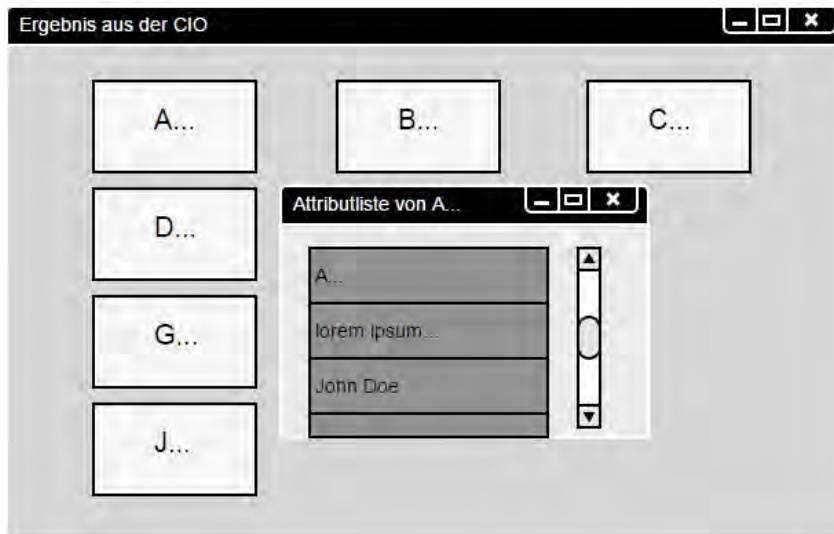 Ergebnis aus der CIO
A...
B...
C...
D...
Attributliste von A...
A...
G...
lorem ipsum...
John Doe
J...